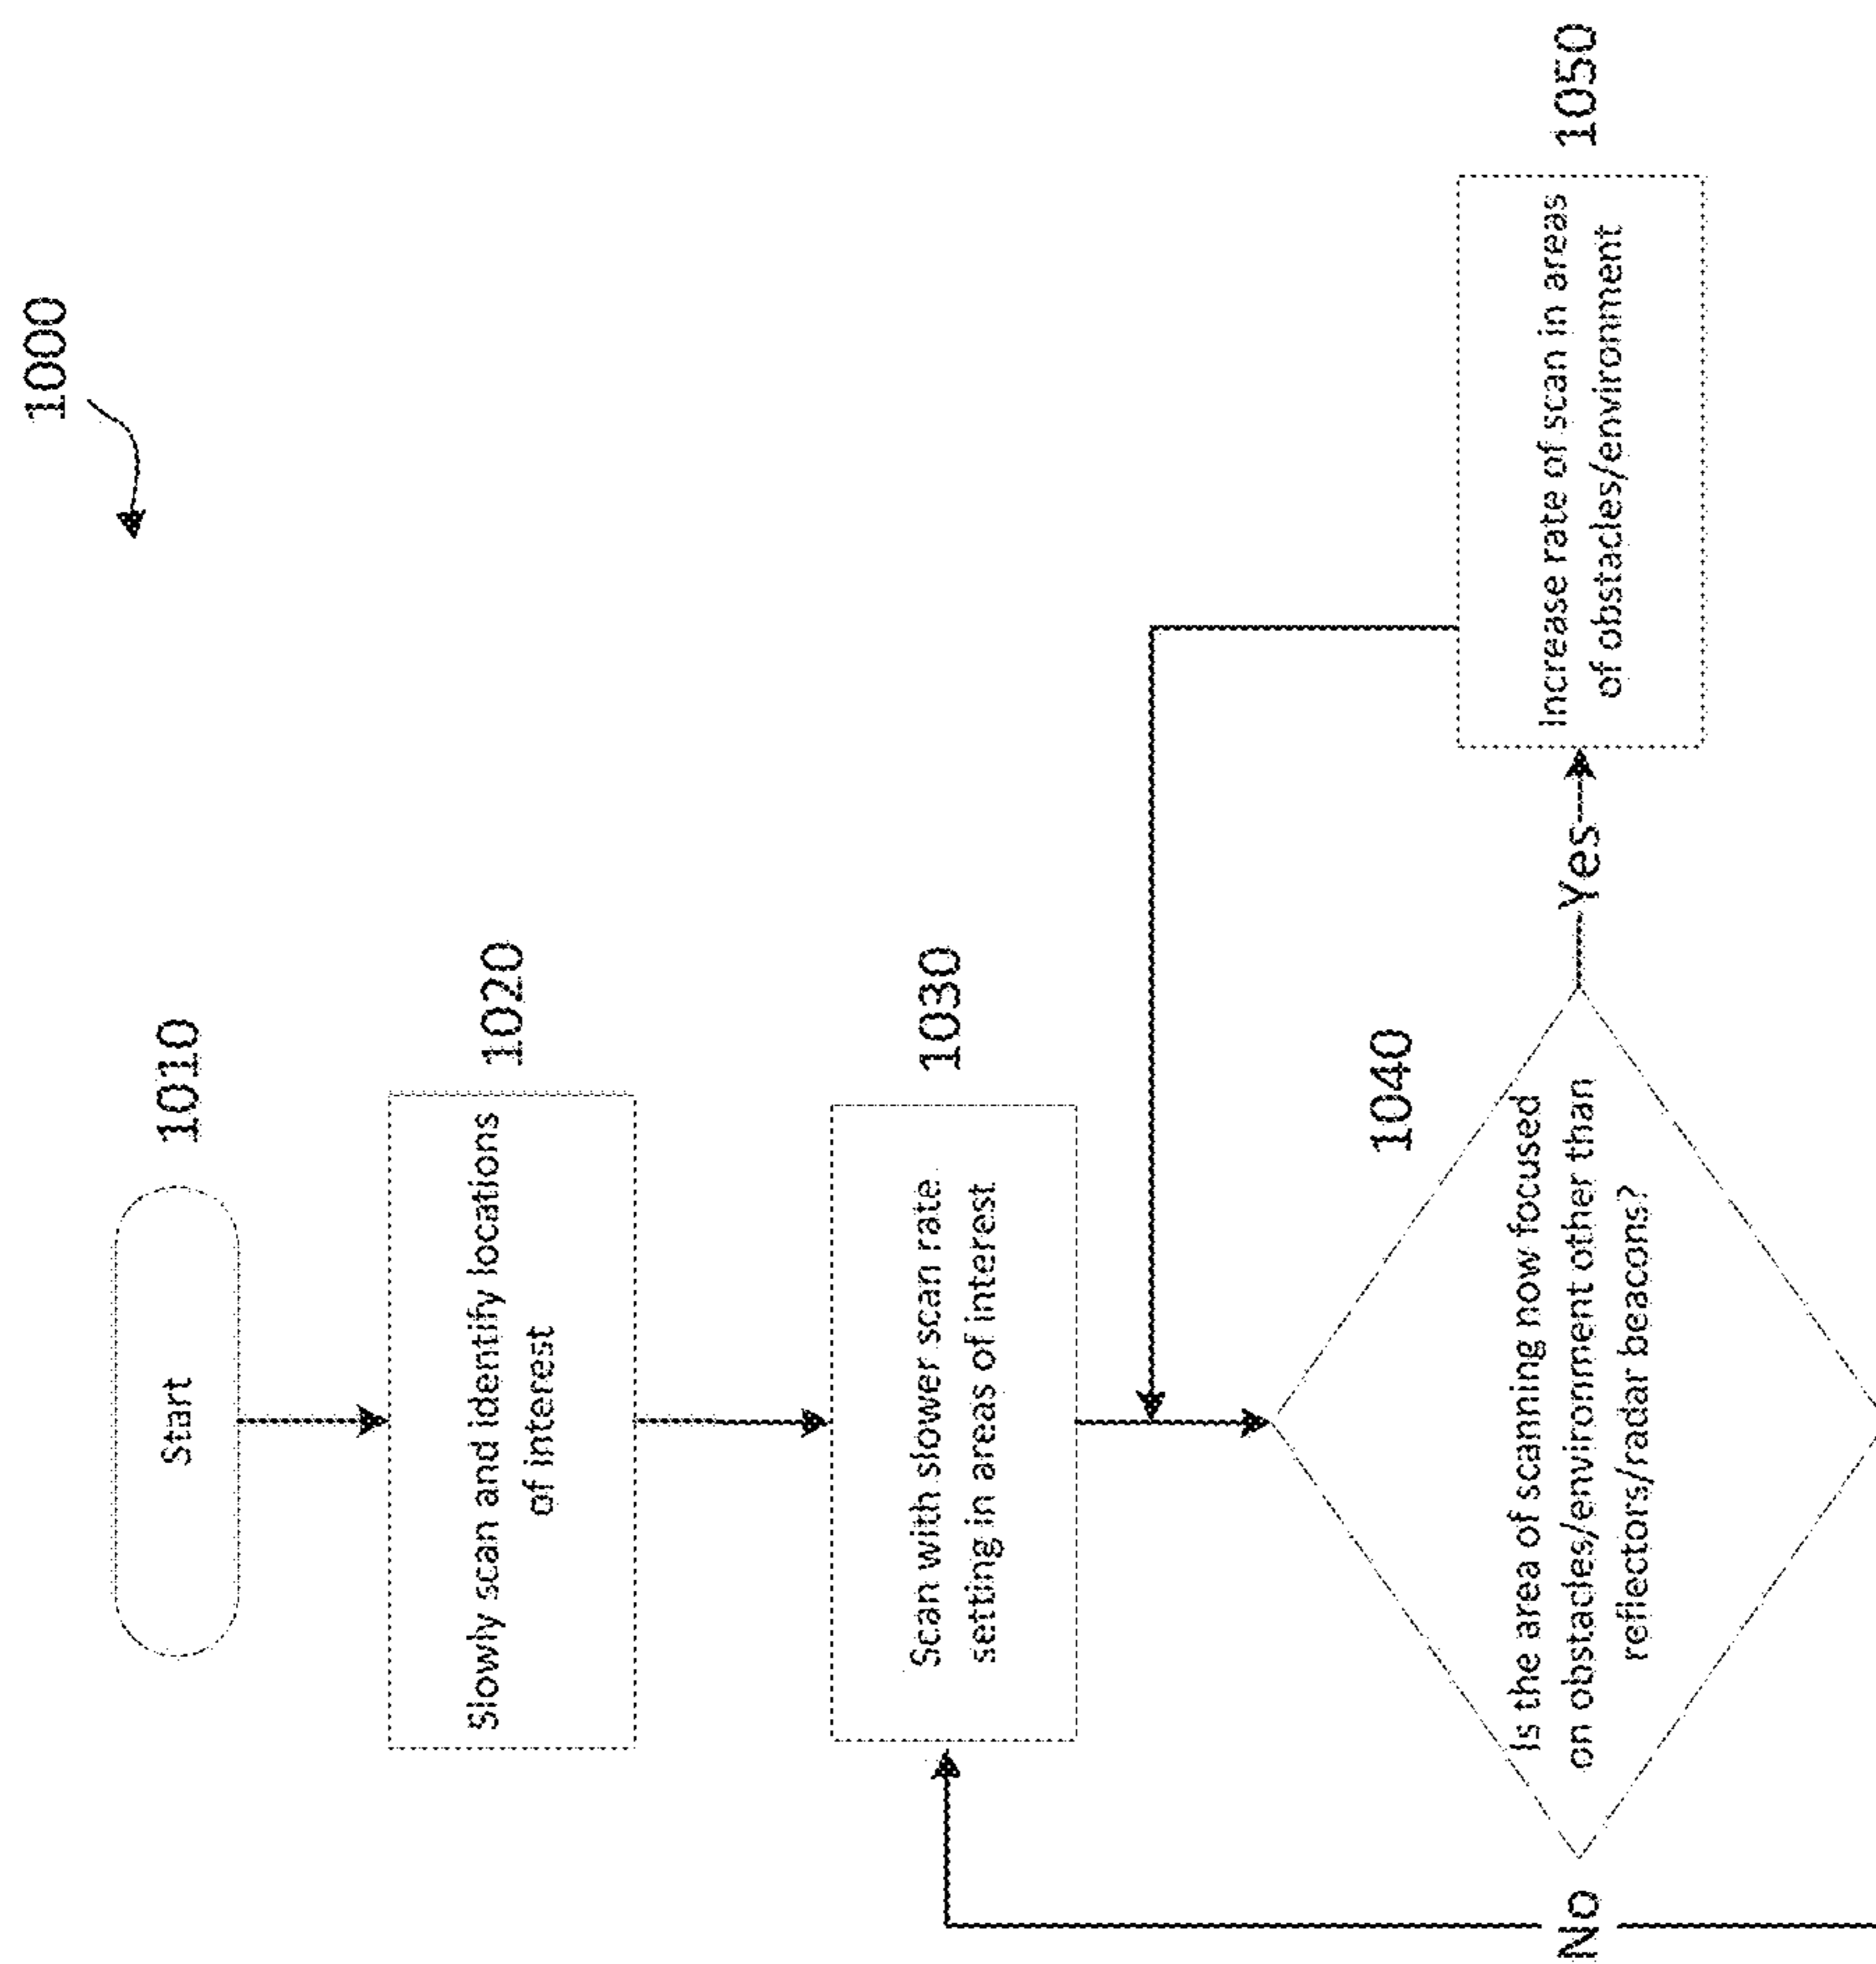 1000
Start
1010
Slowly scan and identify locations
of interest
1020
Scan with slower scan rate
setting in areas of interest
1030
1040
Is the area of scanning now focused
on obstacles/environment other than
reflectors/radar beacons?
Yes
Increase rate of scan in areas
of obstacles/environment
1050
No